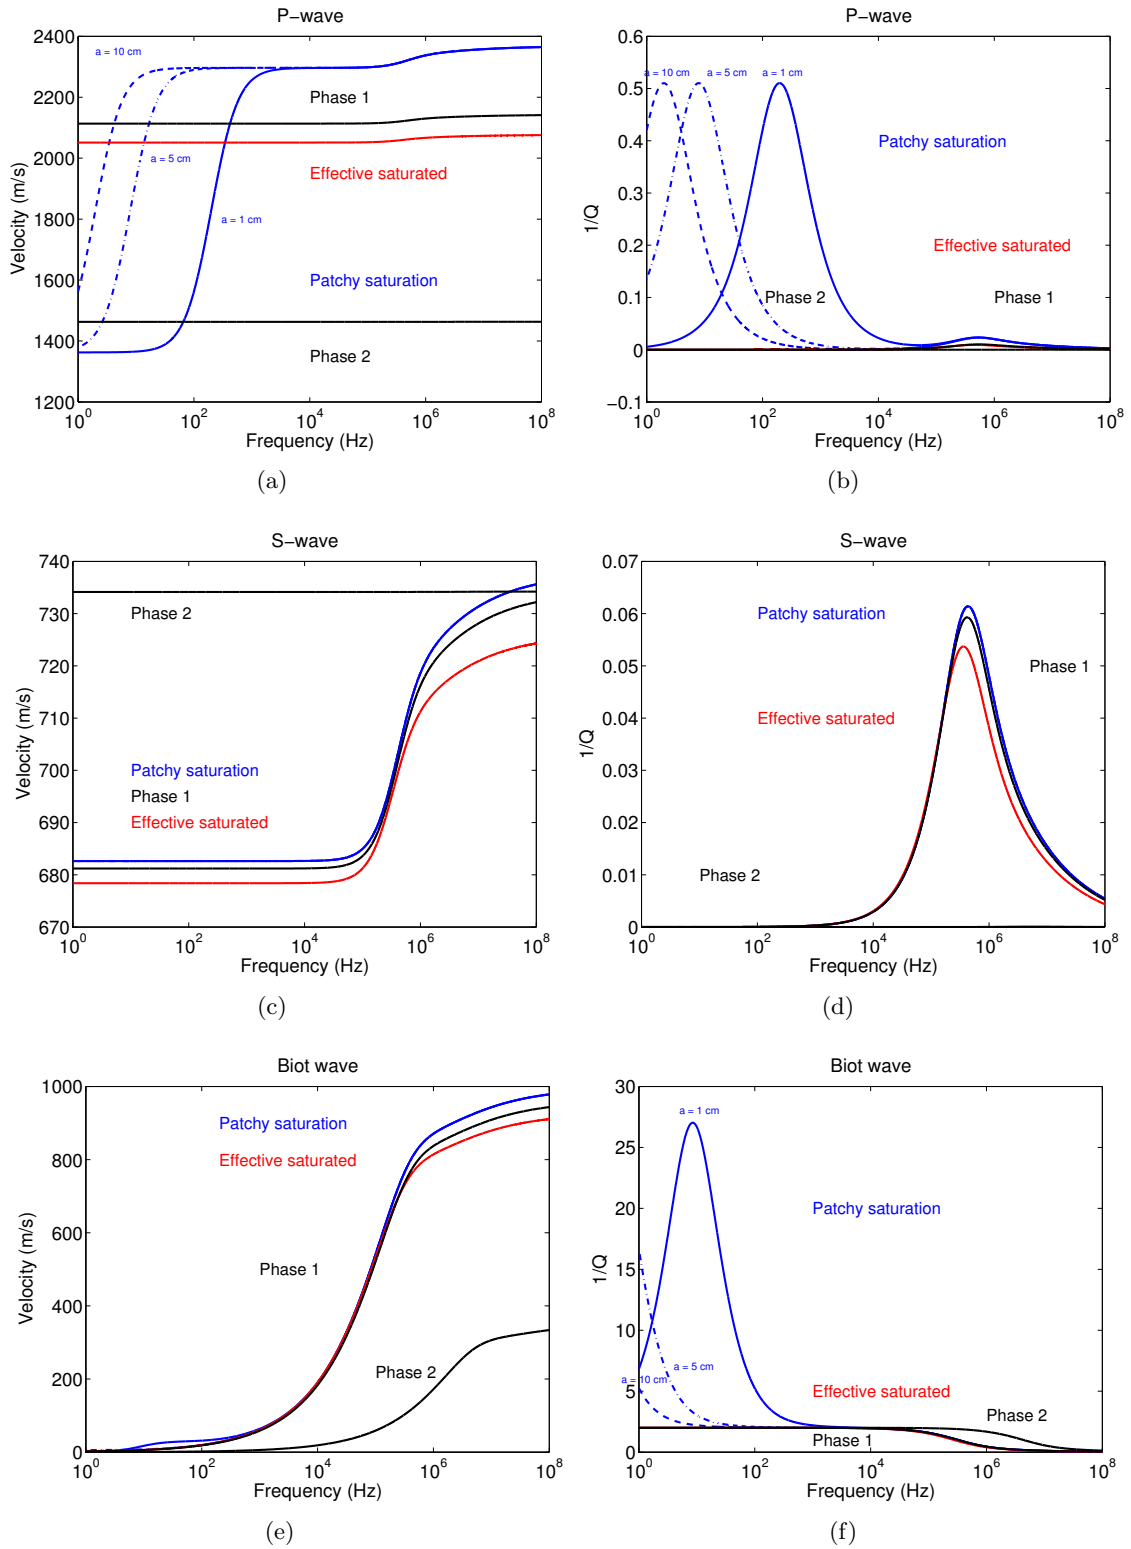 P−wave
2400
2200
2000
1800
1600
1400
1200
Velocity (m/s)
a = 10 cm
Phase 1
a = 5 cm
Effective saturated
a = 1 cm
Patchy saturation
Phase 2
10^0 10^2 10^4 10^6 10^8
Frequency (Hz)
(a)
P−wave
0.6
0.5
0.4
0.3
0.2
0.1
0
−0.1
1/Q
a = 10 cm a = 5 cm a = 1 cm
Patchy saturation
Effective saturated
Phase 2 Phase 1
10^0 10^2 10^4 10^6 10^8
Frequency (Hz)
(b)
S−wave
740
730
720
710
700
690
680
670
Velocity (m/s)
Phase 2
Patchy saturation
Phase 1
Effective saturated
10^0 10^2 10^4 10^6 10^8
Frequency (Hz)
(c)
S−wave
0.07
0.06
0.05
0.04
0.03
0.02
0.01
0
1/Q
Patchy saturation
Phase 1
Effective saturated
Phase 2
10^0 10^2 10^4 10^6 10^8
Frequency (Hz)
(d)
Biot wave
1000
800
600
400
200
0
Velocity (m/s)
Patchy saturation
Effective saturated
Phase 1
Phase 2
10^0 10^2 10^4 10^6 10^8
Frequency (Hz)
(e)
Biot wave
30
25
20
15
10
5
0
1/Q
a = 1 cm
Patchy saturation
a = 5 cm
a = 10 cm
Effective saturated
Phase 2
Phase 1
10^0 10^2 10^4 10^6 10^8
Frequency (Hz)
(f)